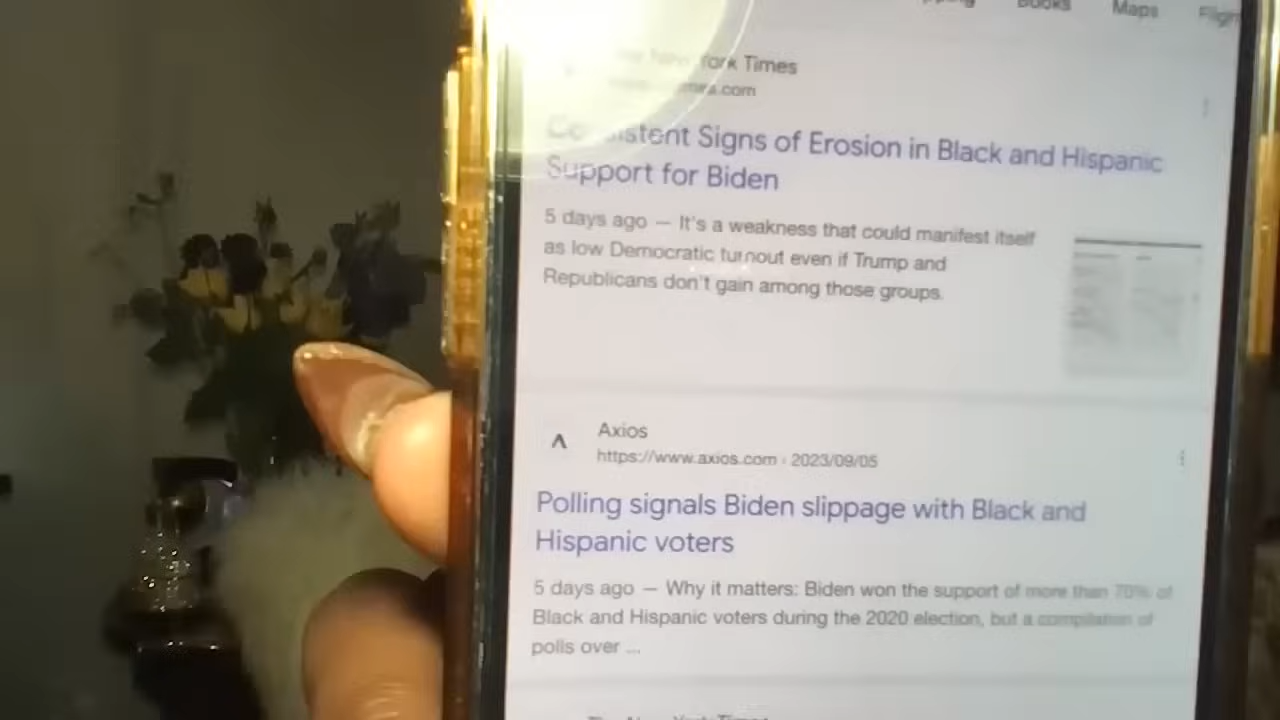 Books Maps
York Times
Consistent Signs of Erosion in Black and Hispanic
Support for Biden
5 days ago — It's a weakness that could manifest itself
as low Democratic turnout even if Trump and
Republicans don't gain among those groups.
Axios
https://www.axios.com › 2023/09/05
Polling signals Biden slippage with Black and
Hispanic voters
5 days ago — Why it matters: Biden won the support of more than 70% of
Black and Hispanic voters during the 2020 election, but a compilation of
polls over ...